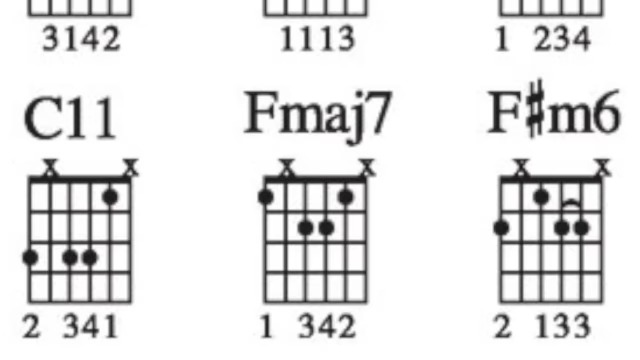 3142 1113 1 234
C11 Fmaj7 F♯m6
x x x x x x
2 341 1 342 2 133